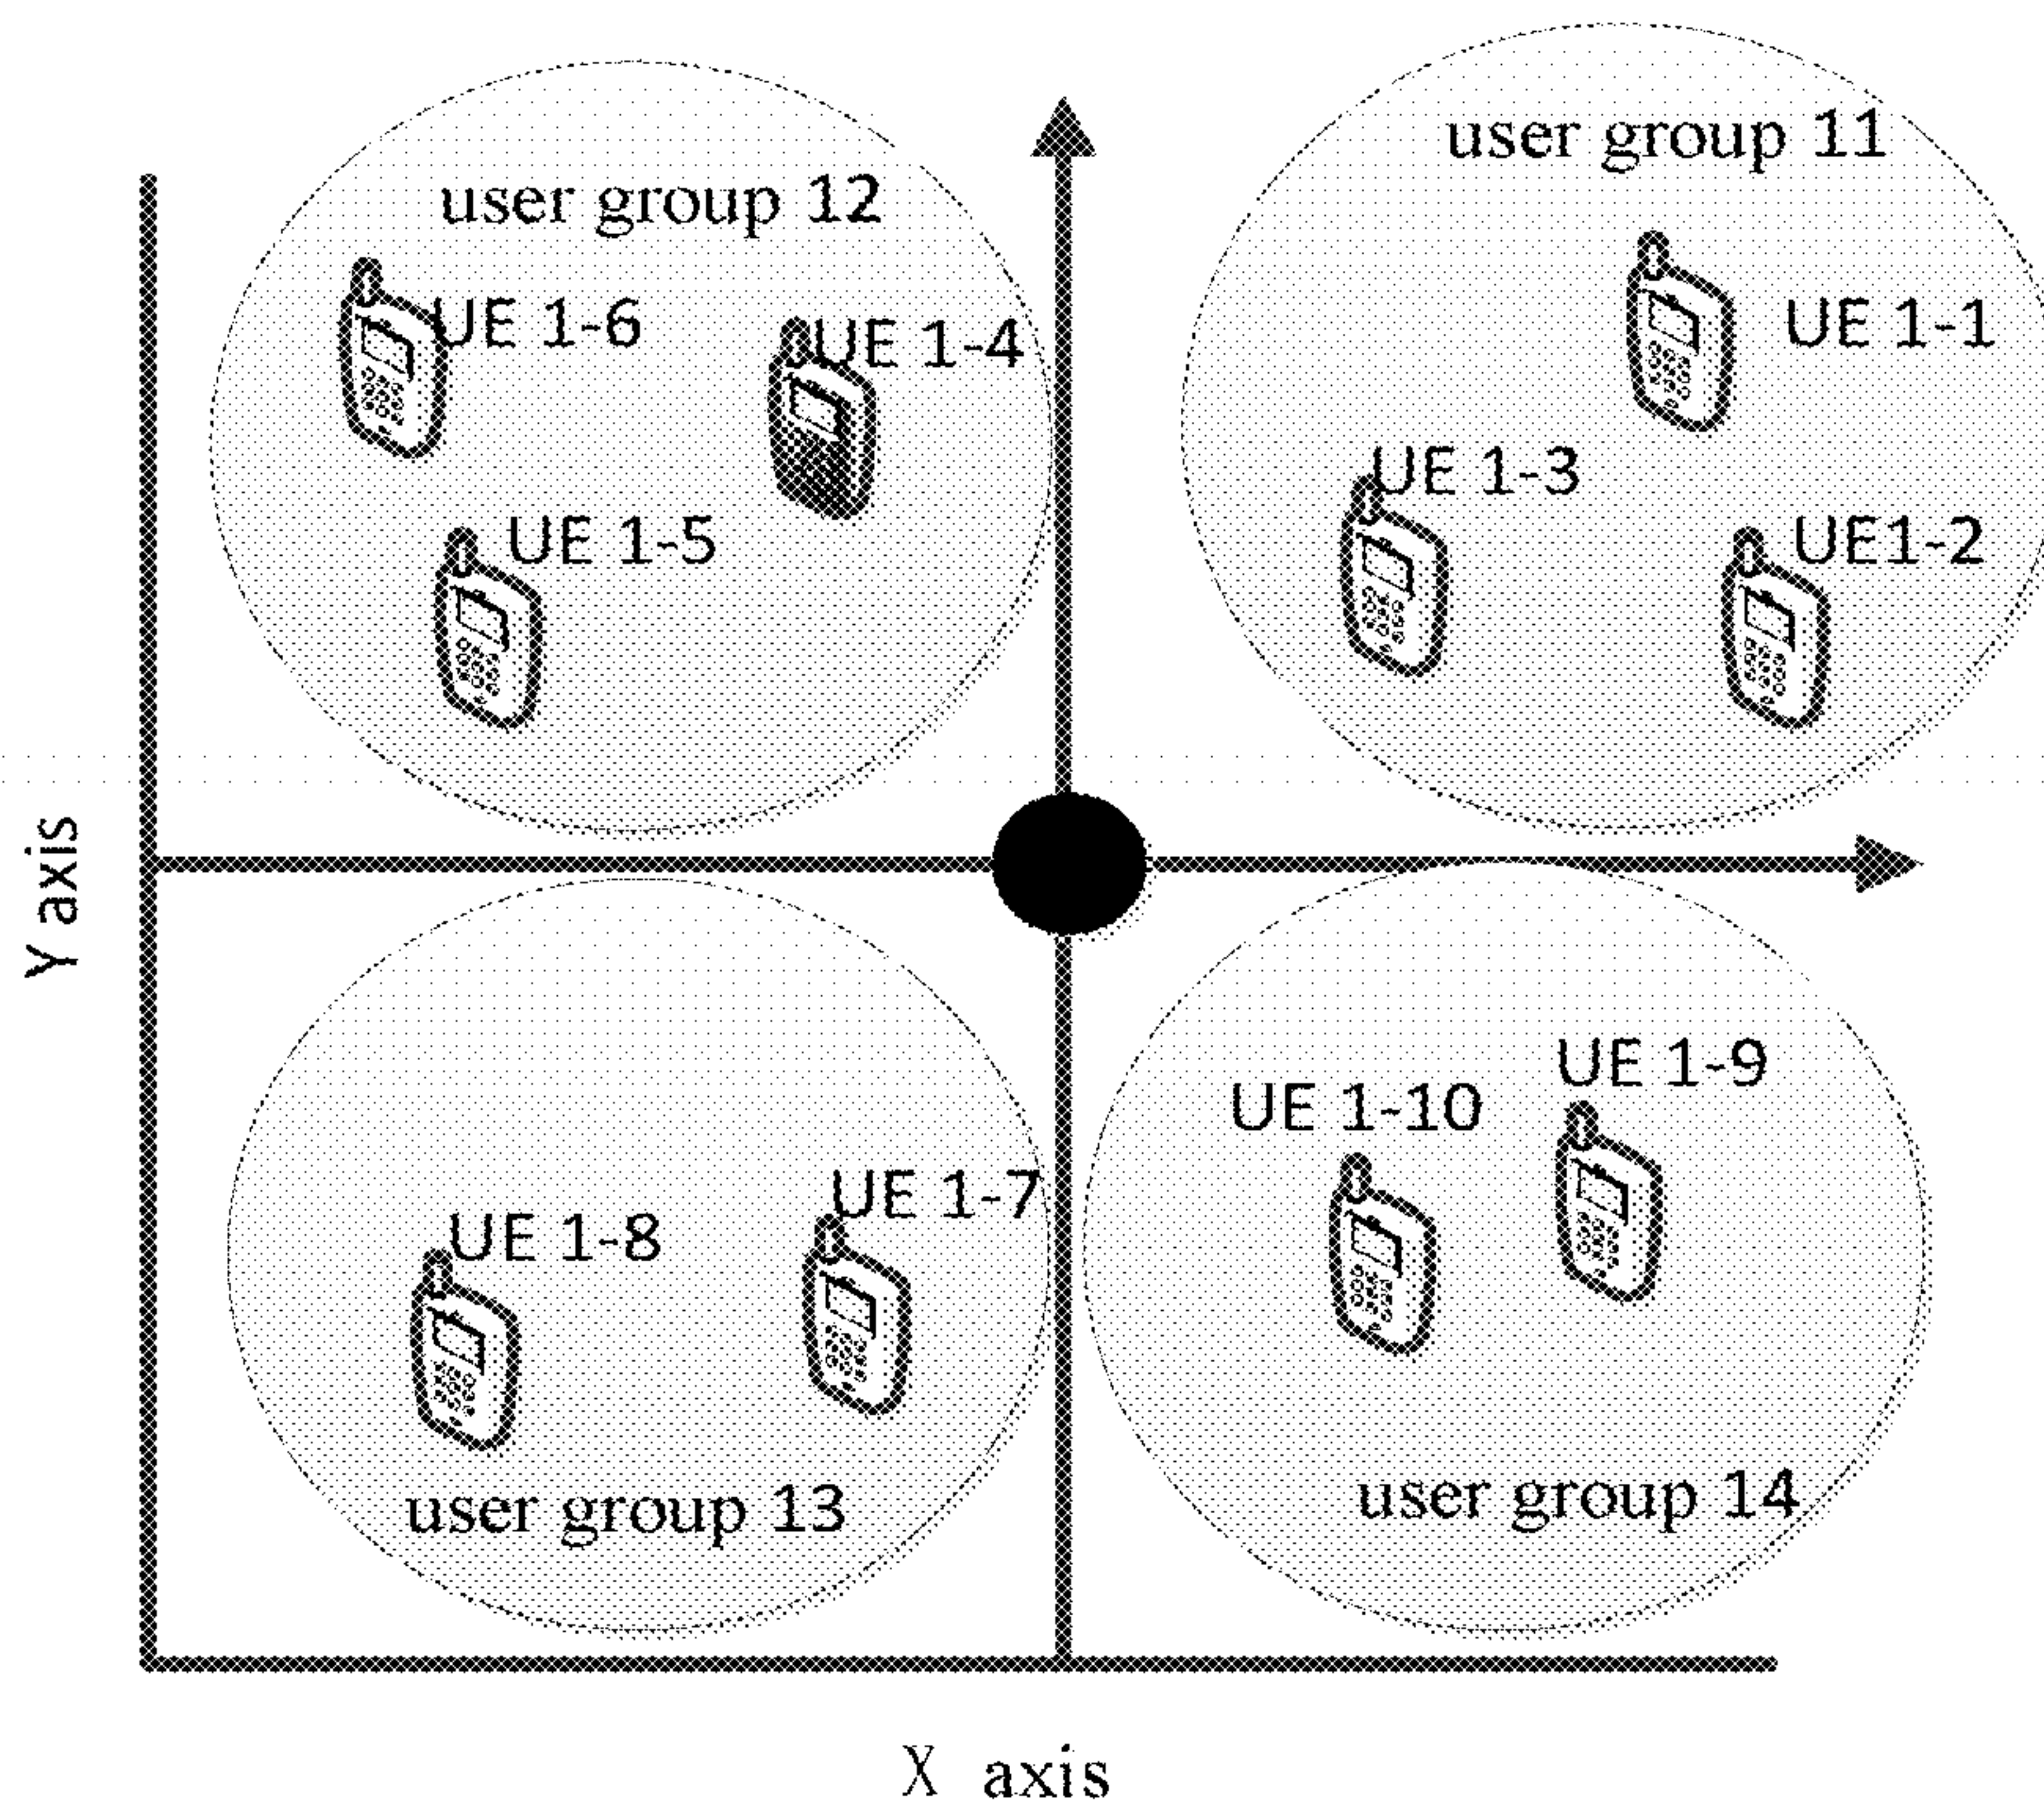 user group 11
user group 12
UE 1-6
UE 1-4
UE 1-1
UE 1-3
UE 1-5
UE1-2
Y axis
UE 1-9
UE 1-10
UE 1-7
UE 1-8
user group 14
user group 13
X axis